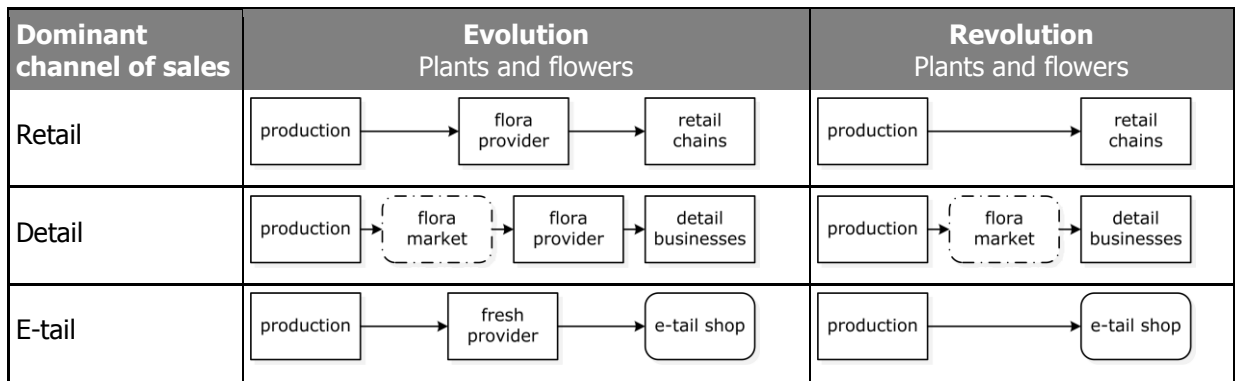 Dominant
channel of sales
Evolution
Plants and flowers
Revolution
Plants and flowers
Retail
production
flora
provider
retail
chains
production
retail
chains
Detail
production
flora
market
flora
provider
detail
businesses
production
flora
market
detail
businesses
E-tail
production
fresh
provider
e-tail shop
production
e-tail shop